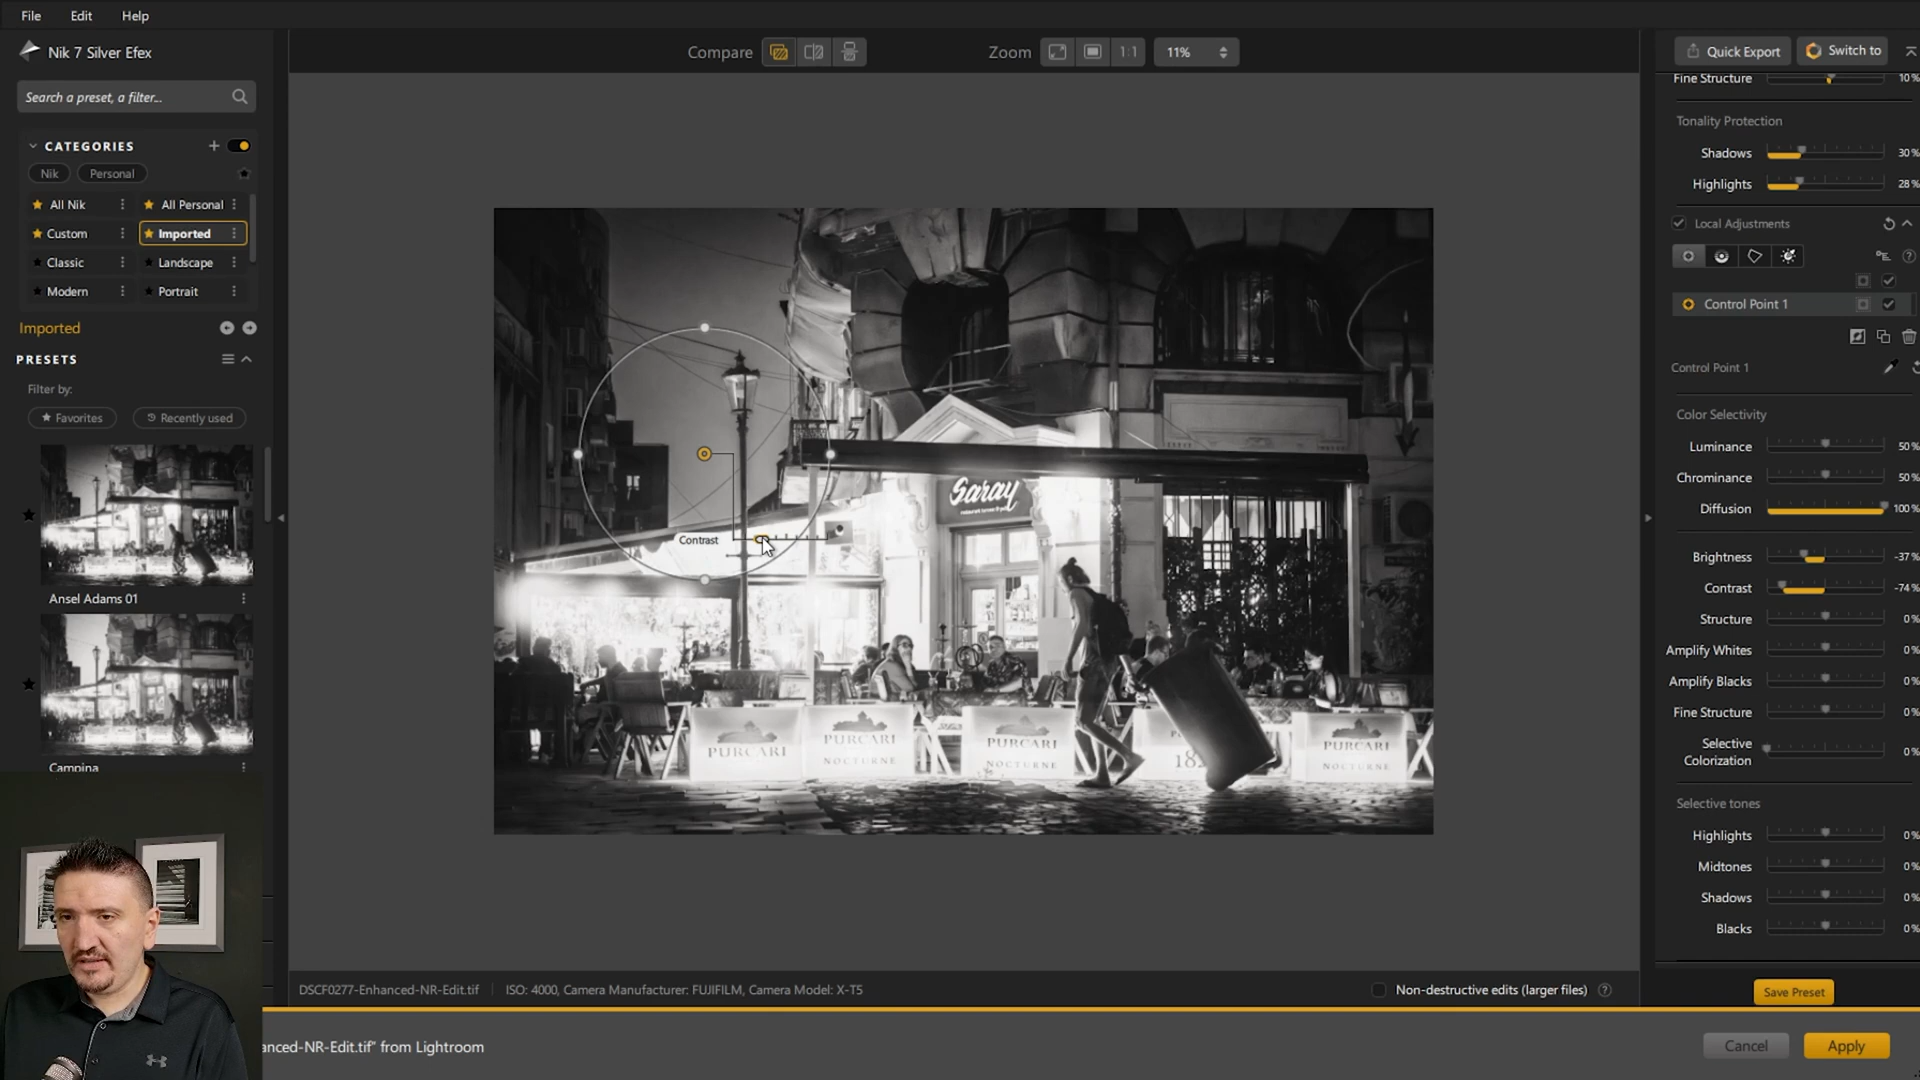 File Edit Help
Nik 7 Silver Efex
Compare
Zoom
1:1
11%
Quick Export
Switch to
Search a preset, a filter...
Fine Structure 10%
CATEGORIES
Tonality Protection
Nik Personal
Shadows 30%
All Nik All Personal
Highlights 28%
Custom Imported
Local Adjustments
Classic Landscape
Modern Portrait
Control Point 1
Imported
PRESETS
Control Point 1
Filter by:
Favorites Recently used
Color Selectivity
Luminance 50%
Chrominance 50%
Diffusion 100%
Saray
Contrast
Brightness -37%
Contrast -74%
Ansel Adams 01
Structure 0%
Amplify Whites 0%
Amplify Blacks 0%
Fine Structure 0%
Selective
Colorization 0%
PURCARI
PURCARI
NOCTURNE
PURCARI
NOCTURNE
18
PURCARI
NOCTURNE
Campina
Selective tones
Highlights 0%
Midtones 0%
Shadows 0%
Blacks 0%
DSCF0277-Enhanced-NR-Edit.tif
ISO: 4000, Camera Manufacturer: FUJIFILM, Camera Model: X-T5
Non-destructive edits (larger files)
Save Preset
anced-NR-Edit.tif" from Lightroom
Cancel
Apply